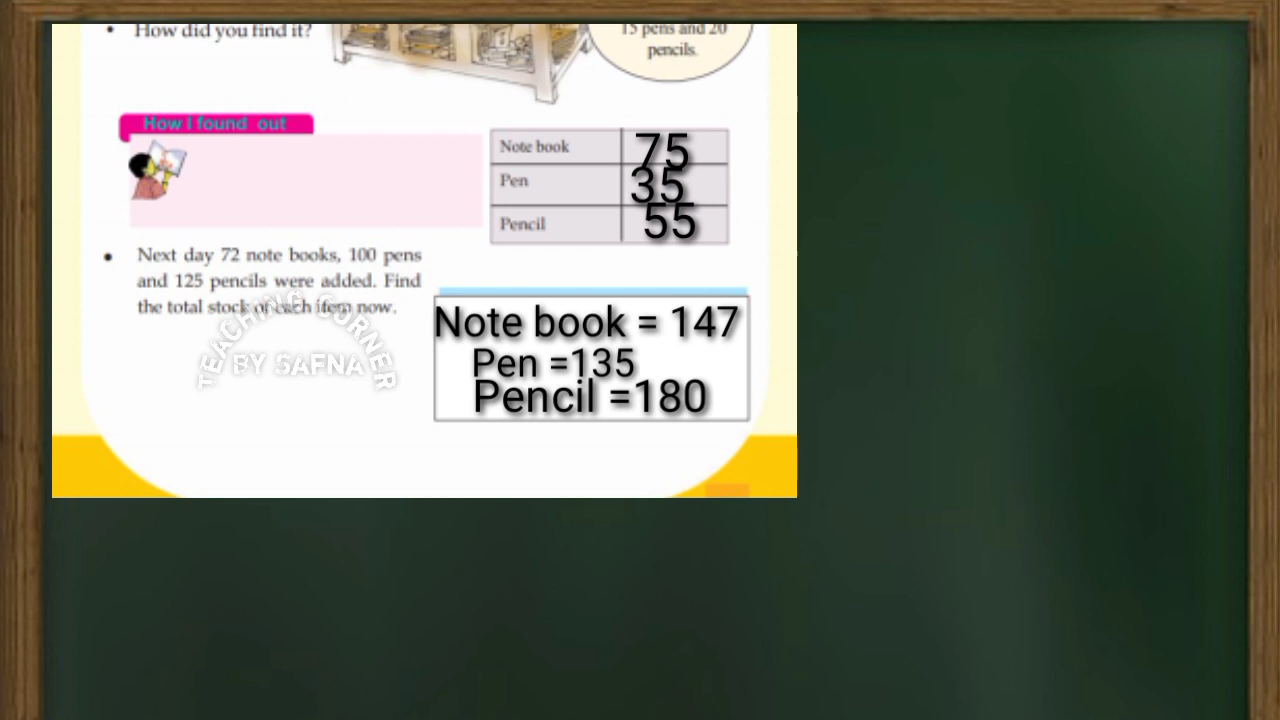 How did you find it?
15 pens and 20
pencils.
How I found out
Note book 75
Pen 35
Pencil 55
Next day 72 note books, 100 pens
and 125 pencils were added. Find
the total stock of each item now.
TEACHING CORNER
BY SAFNA
Note book = 147
Pen =135
Pencil =180